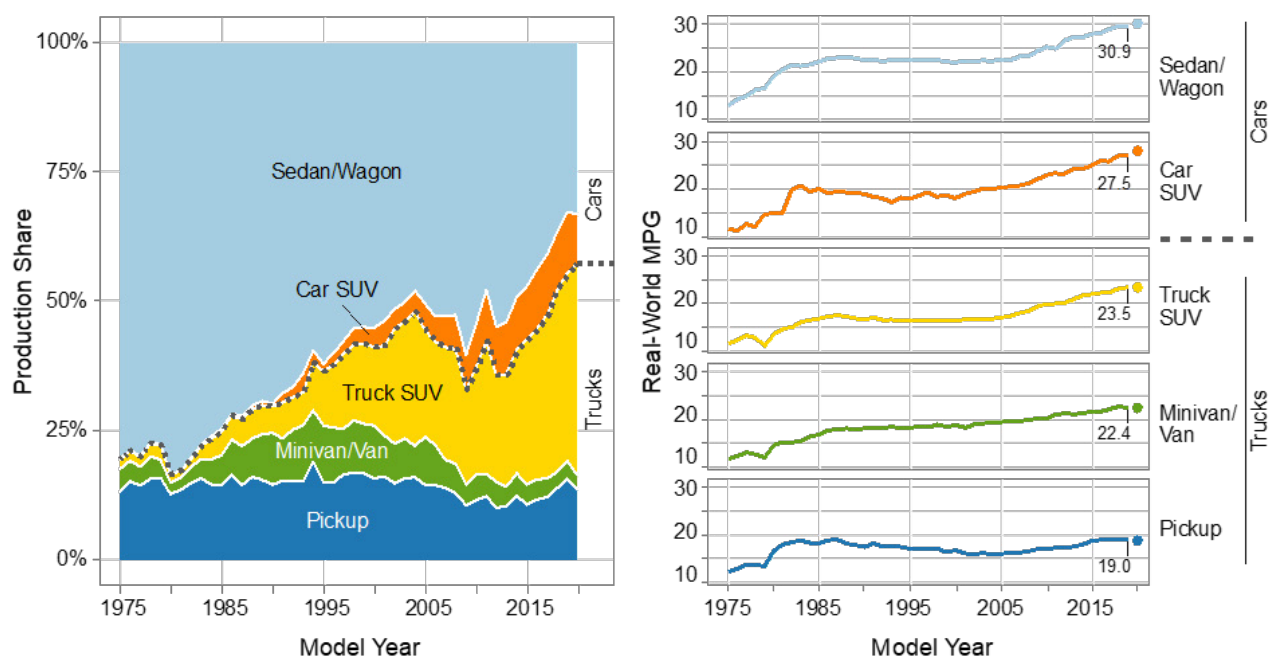 100%
75%
50%
25%
0%
Production Share
Sedan/Wagon
Car SUV
Truck SUV
Minivan/Van
Pickup
Cars
Trucks
1975
1985
1995
2005
2015
Model Year
Real-World MPG
30
20
10
30.9
Sedan/
Wagon
30
20
10
27.5
Car
SUV
Cars
30
20
10
23.5
Truck
SUV
30
20
10
22.4
Minivan/
Van
30
20
10
19.0
Pickup
Trucks
1975
1985
1995
2005
2015
Model Year